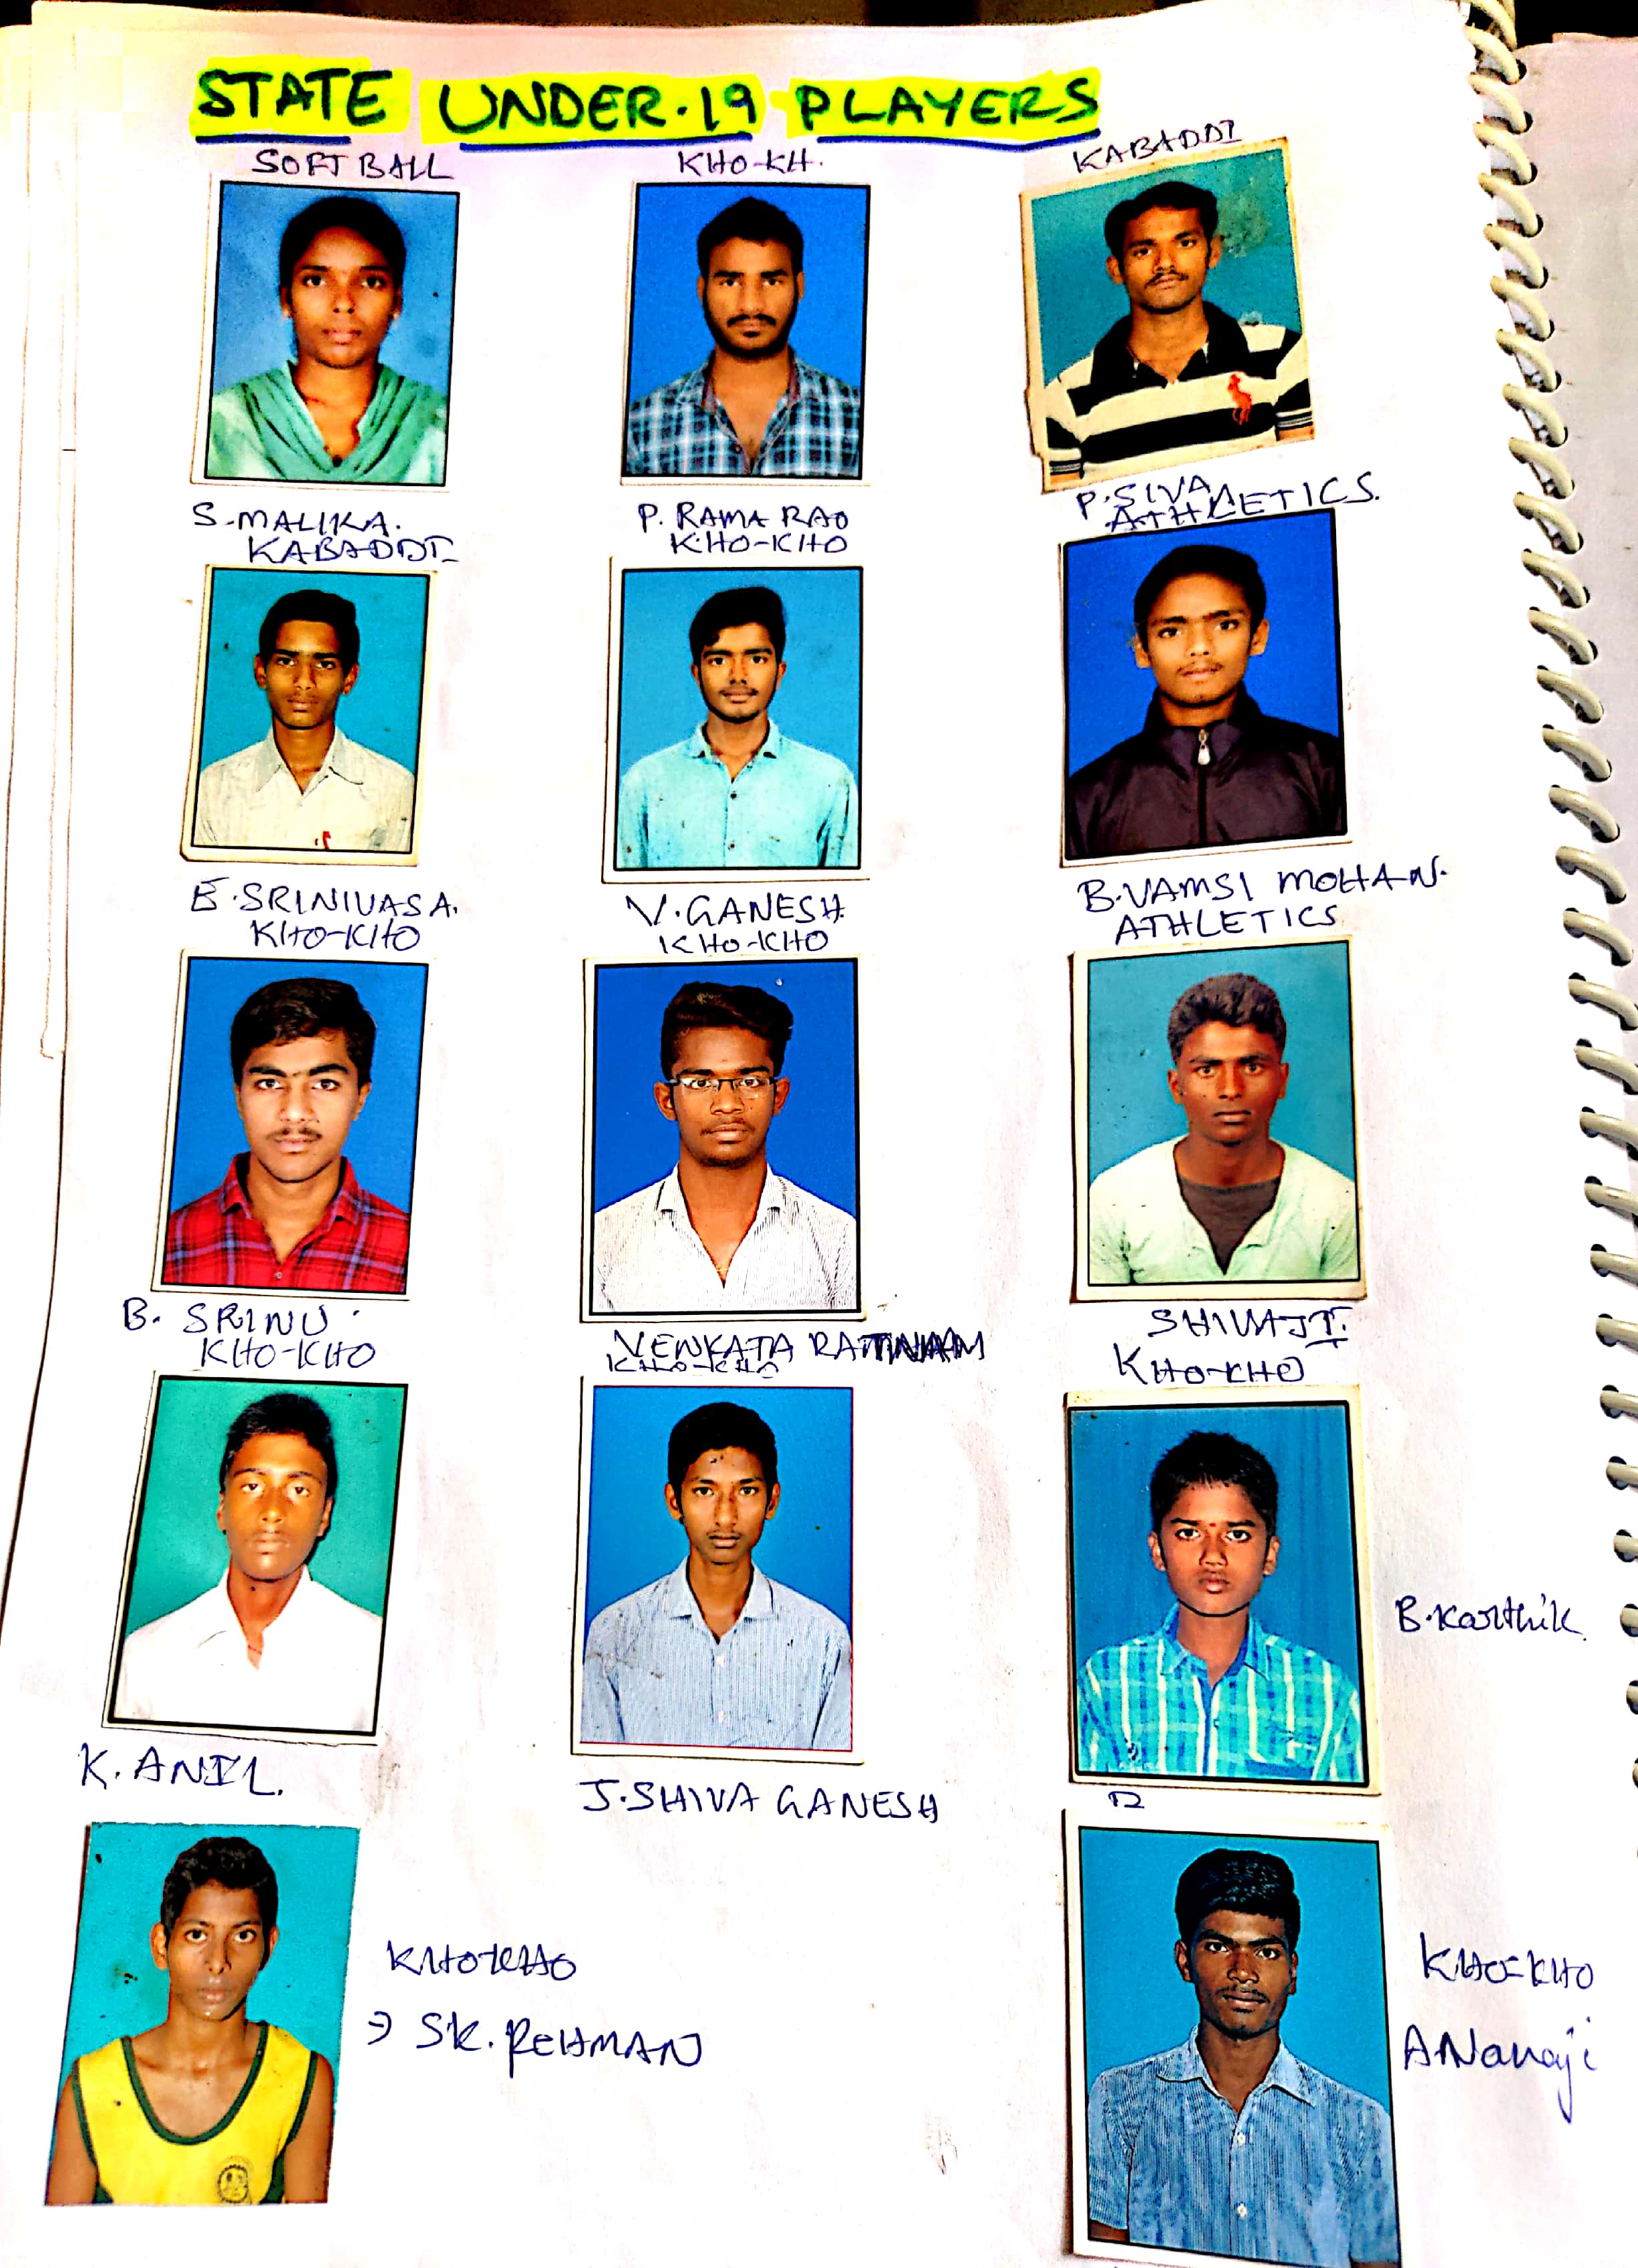 STATE UNDER.19 PLAYERS
SOFTBALL KHO-KH. KABADDI
S.MALIKA. P. RAMA RAO P.SIVA
KABADDI KHO-KHO ATHLETICS.
E.SRINIVASA. V.GANESH B.VAMSI MOHAN.
KHO-KHO KHO-KHO ATHLETICS
B. SRINU. VENKATA RATNAM SHIVAJI.
KHO-KHO KHO-KHO KHO-KHO
B.Karthik.
K. ANIL. J.SHIVA GANESH
KHO-KHO KHO-KHO
→ SK. REHMAN ANanaji